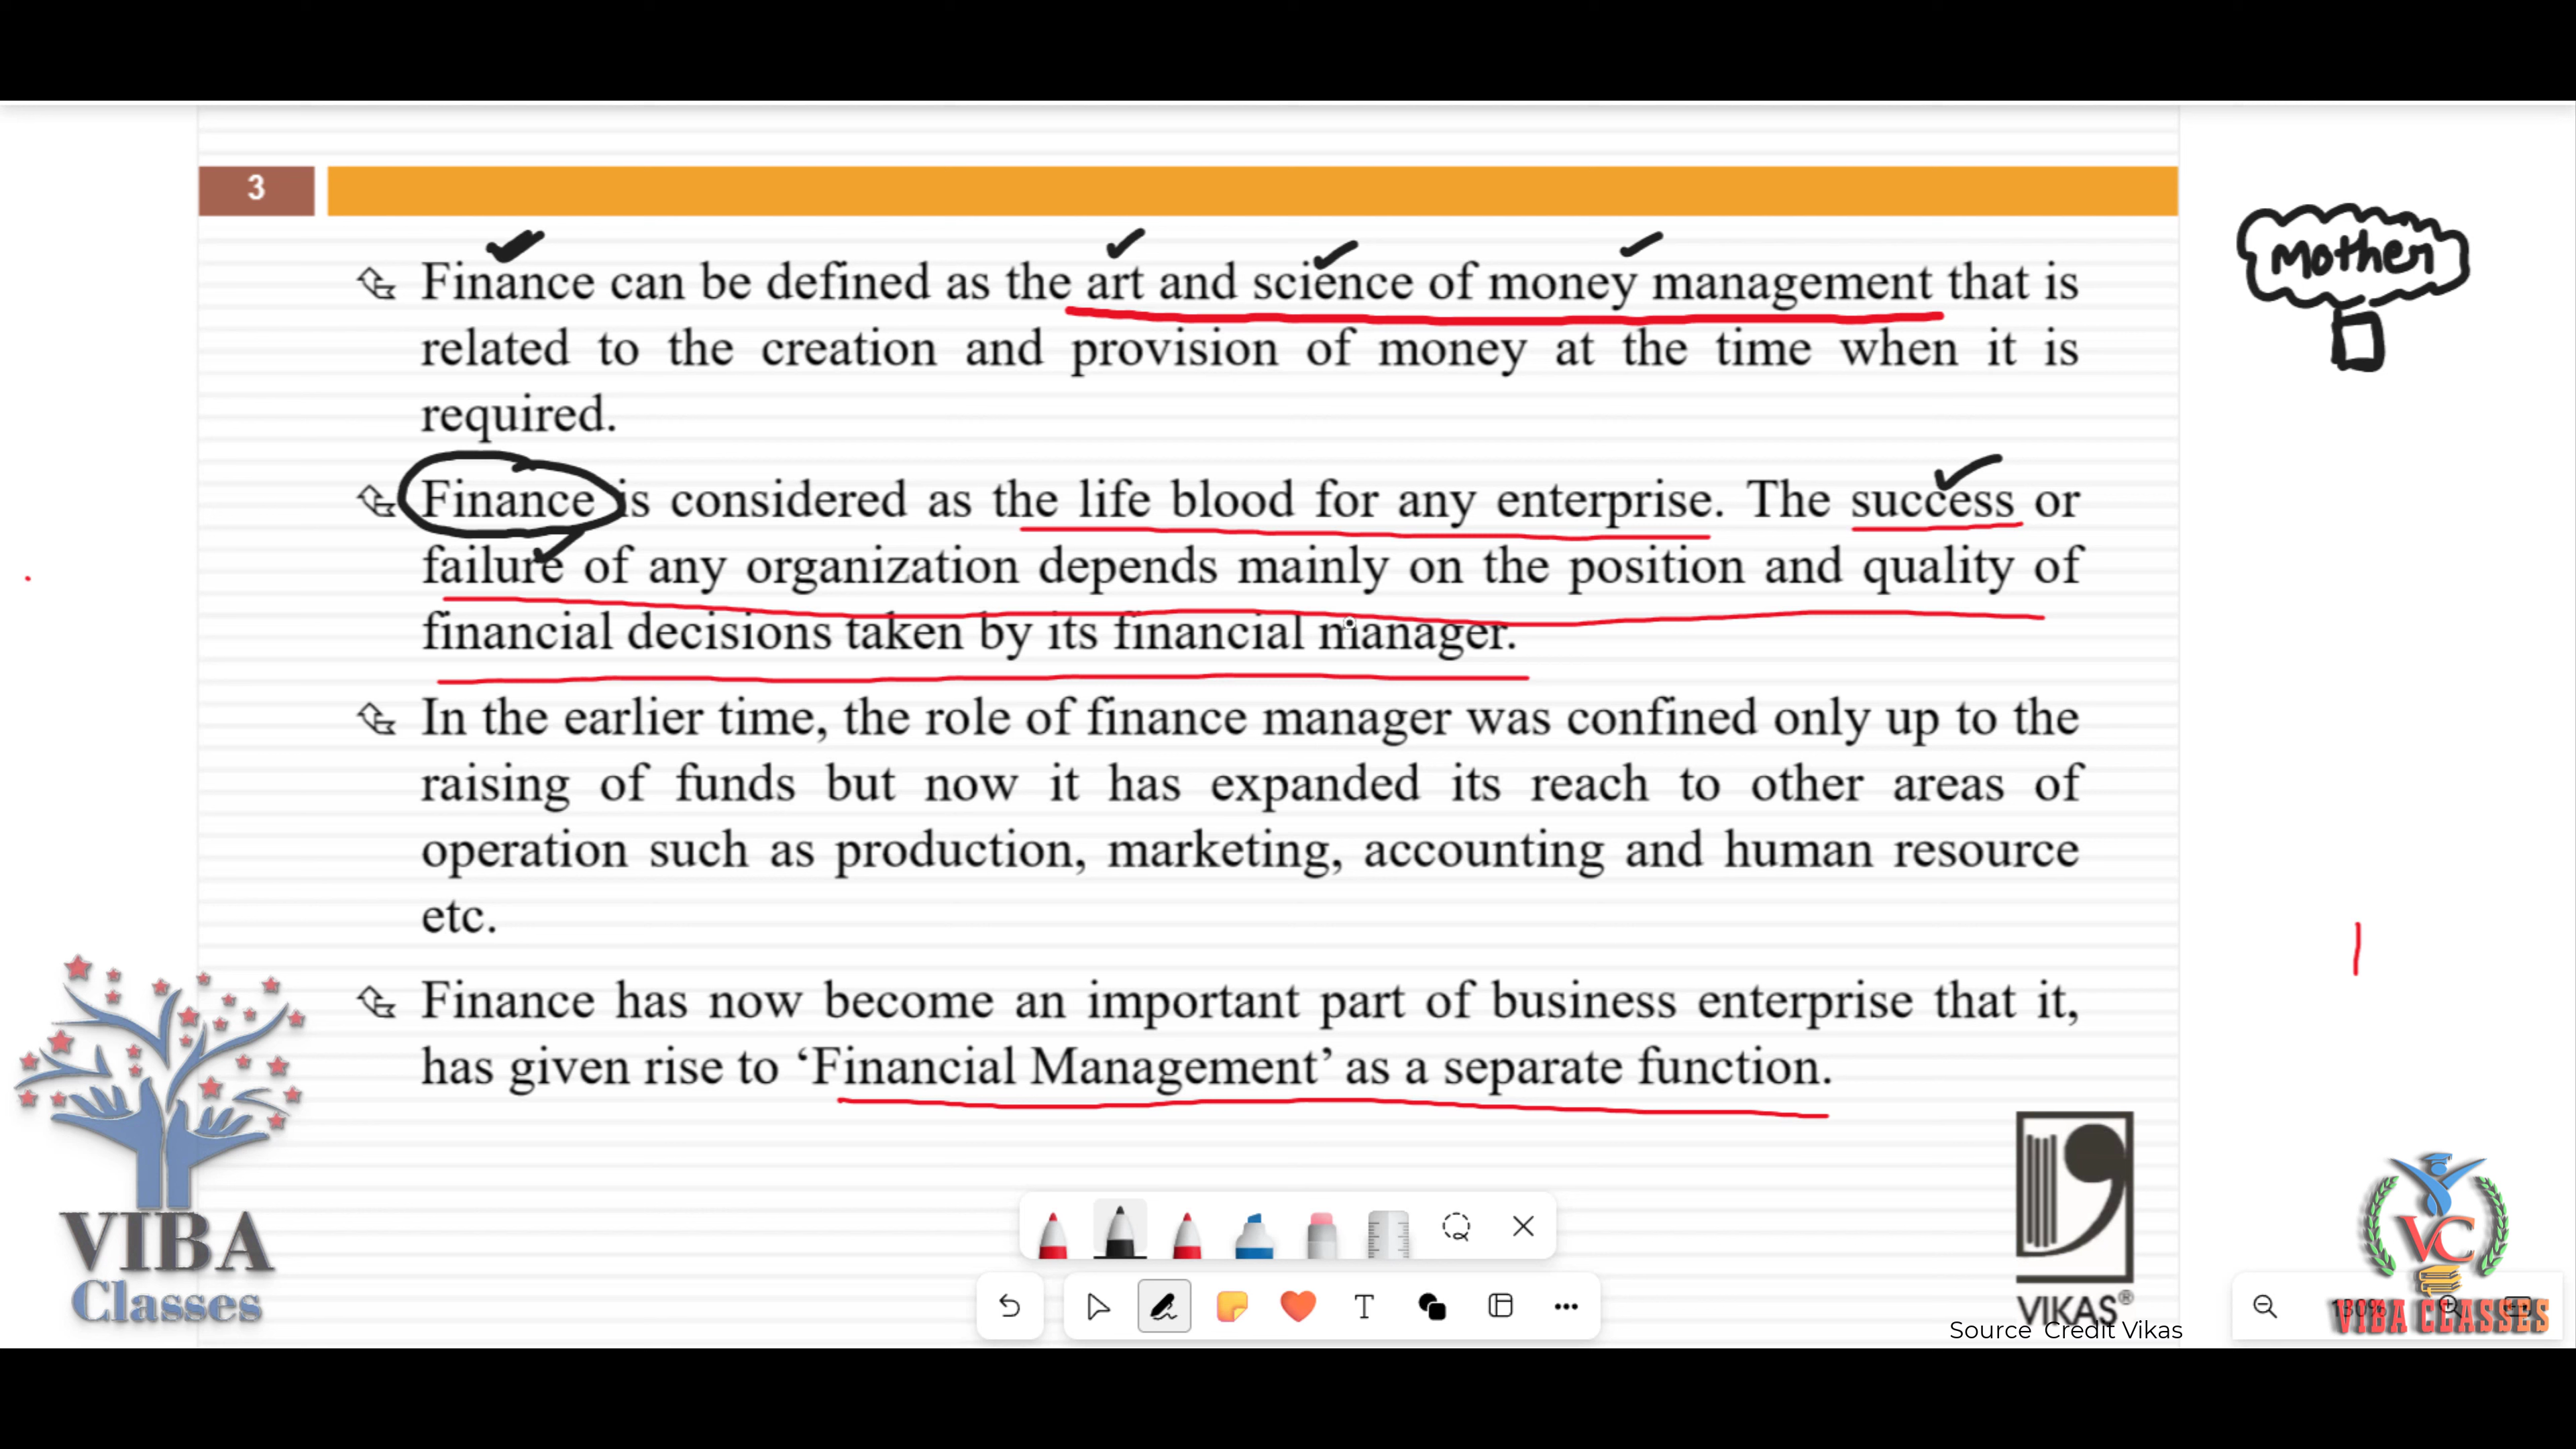 3
Finance can be defined as the art and science of money management that is
related to the creation and provision of money at the time when it is
required.
Finance is considered as the life blood for any enterprise. The success or
failure of any organization depends mainly on the position and quality of
financial decisions taken by its financial manager.
In the earlier time, the role of finance manager was confined only up to the
raising of funds but now it has expanded its reach to other areas of
operation such as production, marketing, accounting and human resource
etc.
Finance has now become an important part of business enterprise that it,
has given rise to ‘Financial Management’ as a separate function.
Mother
VIBA
Classes
VIKAS®
Source Credit Vikas
T
VC
130%
VIBA CLASSES